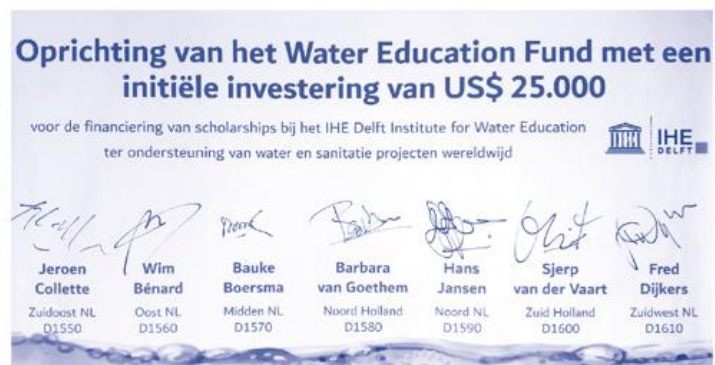 Oprichting van het Water Education Fund met een
initiële investering van US$ 25.000
voor de financiering van scholarships bij het IHE Delft Institute for Water Education
ter ondersteuning van water en sanitatie projecten wereldwijd
IHE
DELFT
Jeroen Collette
Zuidoost NL
D1550
Wim Bénard
Oost NL
D1560
Bauke Boersma
Midden NL
D1570
Barbara van Goethem
Noord Holland
D1580
Hans Jansen
Noord NL
D1590
Sjerp van der Vaart
Zuid Holland
D1600
Fred Dijkers
Zuidwest NL
D1610